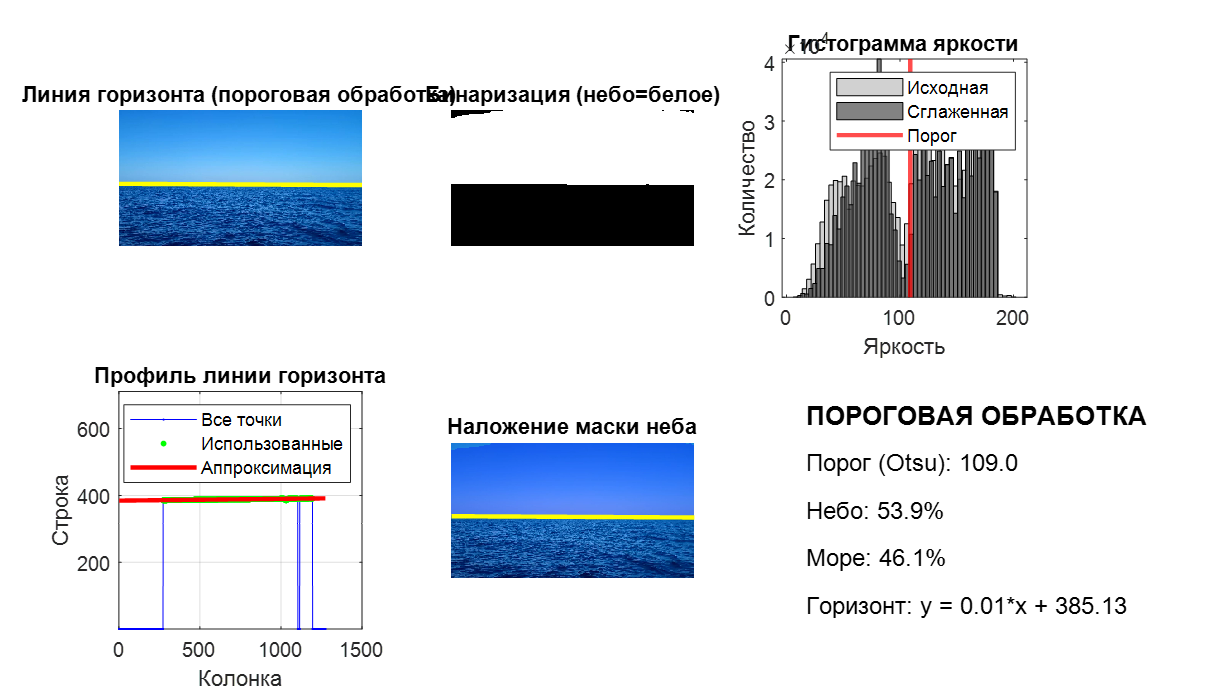 Линия горизонта (пороговая обработка)
Бинаризация (небо=белое)
Гистограмма яркости
× 10^4
Исходная
Сглаженная
Порог
Количество
4
3
2
1
0
0 100 200
Яркость
Профиль линии горизонта
Все точки
Использованные
Аппроксимация
Строка
600
400
200
0 500 1000 1500
Колонка
Наложение маски неба
ПОРОГОВАЯ ОБРАБОТКА
Порог (Otsu): 109.0
Небо: 53.9%
Море: 46.1%
Горизонт: y = 0.01*x + 385.13